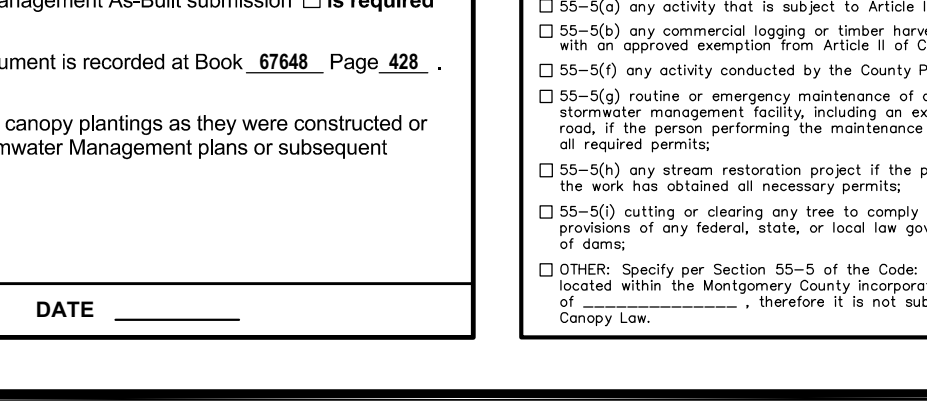 anagement As-Built submission ☐ is required
ument is recorded at Book 67648 Page 428 .
canopy plantings as they were constructed or
mwater Management plans or subsequent
DATE ____________
☐ 55–5(a) any activity that is subject to Article I
☐ 55–5(b) any commercial logging or timber harve
with an approved exemption from Article II of C
☐ 55–5(f) any activity conducted by the County P
☐ 55–5(g) routine or emergency maintenance of
stormwater management facility, including an ex
road, if the person performing the maintenance
all required permits;
☐ 55–5(h) any stream restoration project if the p
the work has obtained all necessary permits;
☐ 55–5(i) cutting or clearing any tree to comply
provisions of any federal, state, or local law gov
of dams;
☐ OTHER: Specify per Section 55–5 of the Code:
located within the Montgomery County incorporat
of ______________ , therefore it is not sub
Canopy Law.